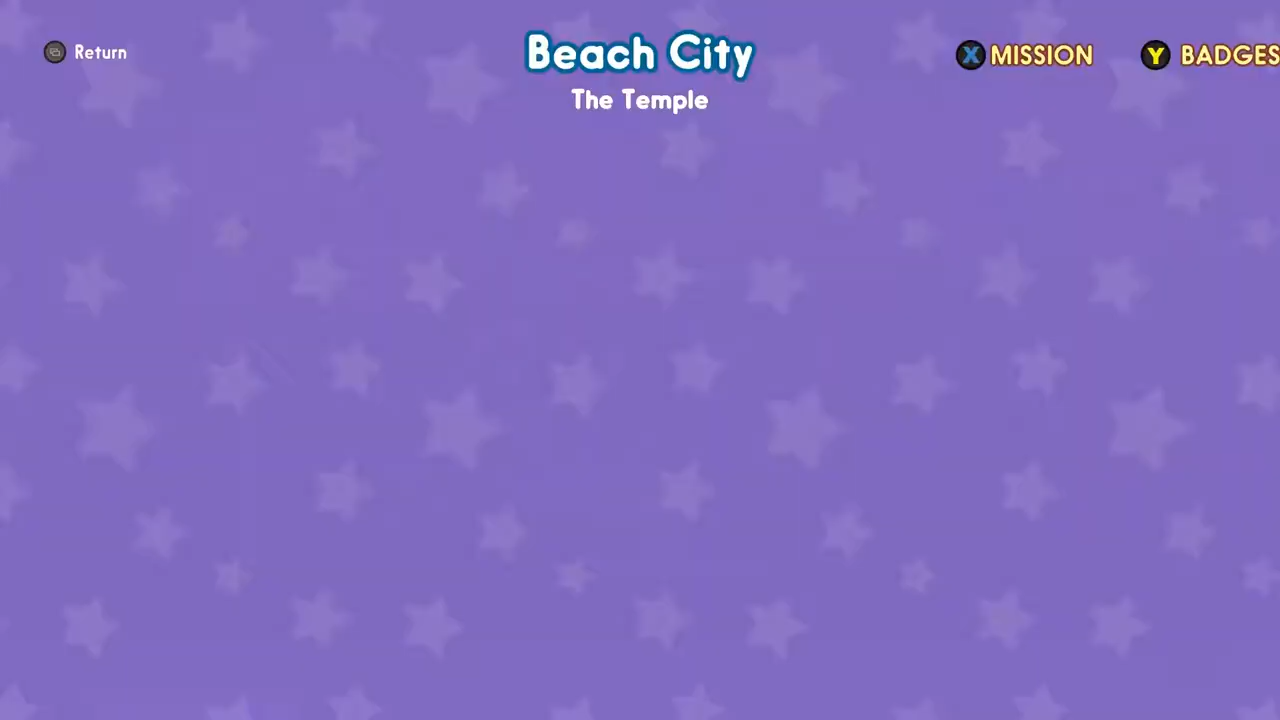 Return
Beach City
The Temple
X MISSION
Y BADGES